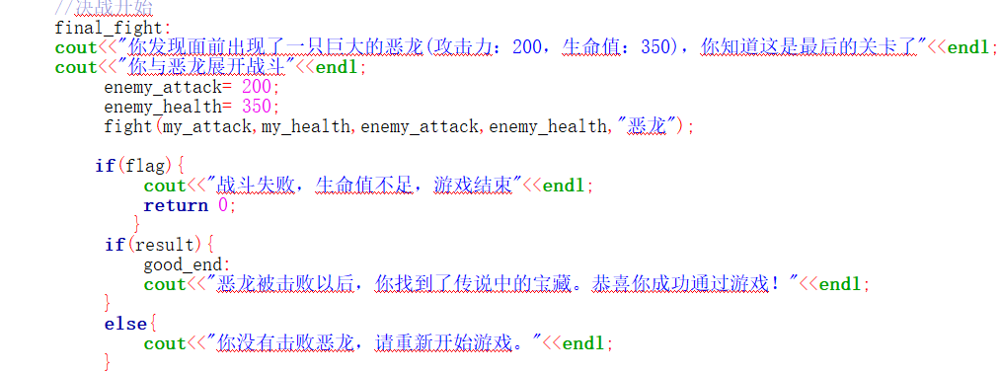 //决战开始
final_fight:
cout<<"你发现面前出现了一只巨大的恶龙(攻击力: 200, 生命值: 350), 你知道这是最后的关卡了"<<endl;
cout<<"你与恶龙展开战斗"<<endl;
enemy_attack= 200;
enemy_health= 350;
fight(my_attack,my_health,enemy_attack,enemy_health,"恶龙");
if(flag){
cout<<"战斗失败，生命值不足，游戏结束"<<endl;
return 0;
}
if(result){
good_end:
cout<<"恶龙被击败以后，你找到了传说中的宝藏。恭喜你成功通过游戏！"<<endl;
}
else{
cout<<"你没有击败恶龙，请重新开始游戏。"<<endl;
}